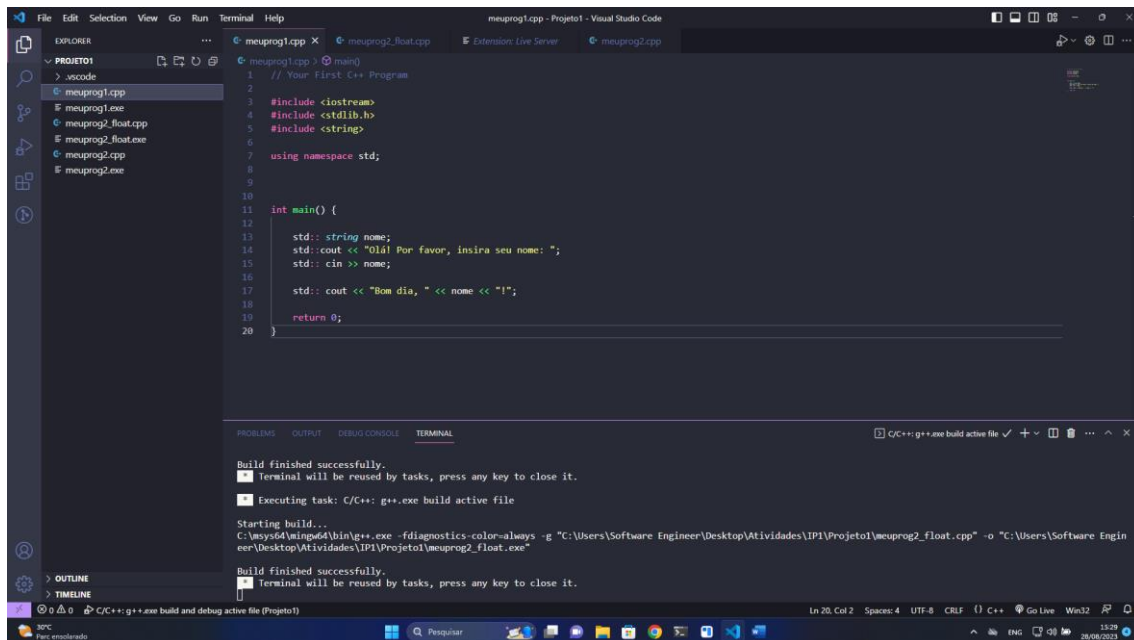 File Edit Selection View Go Run Terminal Help
meuprog1.cpp - Projeto1 - Visual Studio Code
EXPLORER
meuprog1.cpp
meuprog2_float.cpp
Extension: Live Server
meuprog2.cpp
PROJETO1
.vscode
meuprog1.cpp
meuprog1.exe
meuprog2_float.cpp
meuprog2_float.exe
meuprog2.cpp
meuprog2.exe
meuprog1.cpp > main()
1 // Your First C++ Program
2
3 #include <iostream>
4 #include <stdlib.h>
5 #include <string>
6
7 using namespace std;
8
9
10
11 int main() {
12
13 std:: string nome;
14 std::cout << "Olá! Por favor, insira seu nome: ";
15 std:: cin >> nome;
16
17 std:: cout << "Bom dia, " << nome << "!";
18
19 return 0;
20 }
PROBLEMS OUTPUT DEBUG CONSOLE TERMINAL
C/C++: g++.exe build active file
Build finished successfully.
* Terminal will be reused by tasks, press any key to close it.
* Executing task: C/C++: g++.exe build active file
Starting build...
C:\msys64\mingw64\bin\g++.exe -fdiagnostics-color=always -g "C:\Users\Software Engineer\Desktop\Atividades\IP1\Projeto1\meuprog2_float.cpp" -o "C:\Users\Software Engin
eer\Desktop\Atividades\IP1\Projeto1\meuprog2_float.exe"
Build finished successfully.
* Terminal will be reused by tasks, press any key to close it.
OUTLINE
TIMELINE
0 0 C/C++: g++.exe build and debug active file (Projeto1)
Ln 20, Col 2 Spaces: 4 UTF-8 CRLF {} C++ Go Live Win32
30°C
Parc ensolarado
Pesquisar
ENG
15:29
28/08/2023